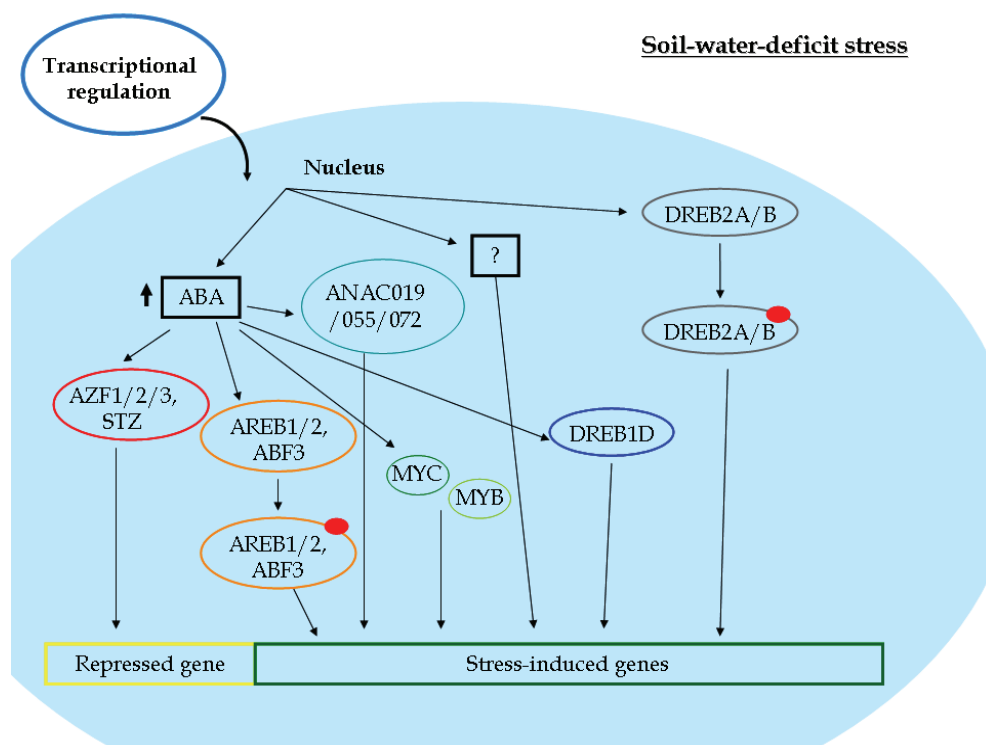 Soil-water-deficit stress
Transcriptional
regulation
Nucleus
DREB2A/B
?
ABA
ANAC019
/055/072
DREB2A/B
AZF1/2/3,
STZ
AREB1/2,
ABF3
DREB1D
MYC
MYB
AREB1/2,
ABF3
Repressed gene
Stress-induced genes